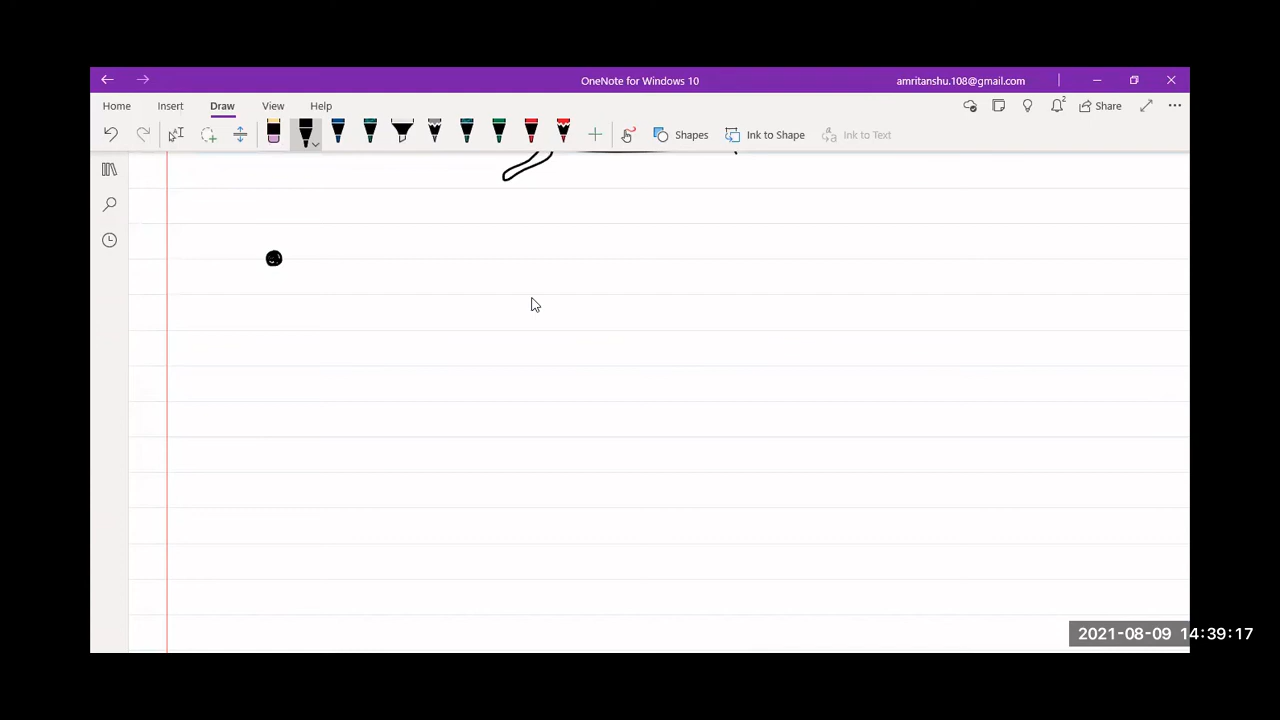 OneNote for Windows 10
amritanshu.108@gmail.com
Home Insert Draw View Help
2
Share
Shapes
Ink to Shape
Ink to Text
2021-08-09 14:39:17